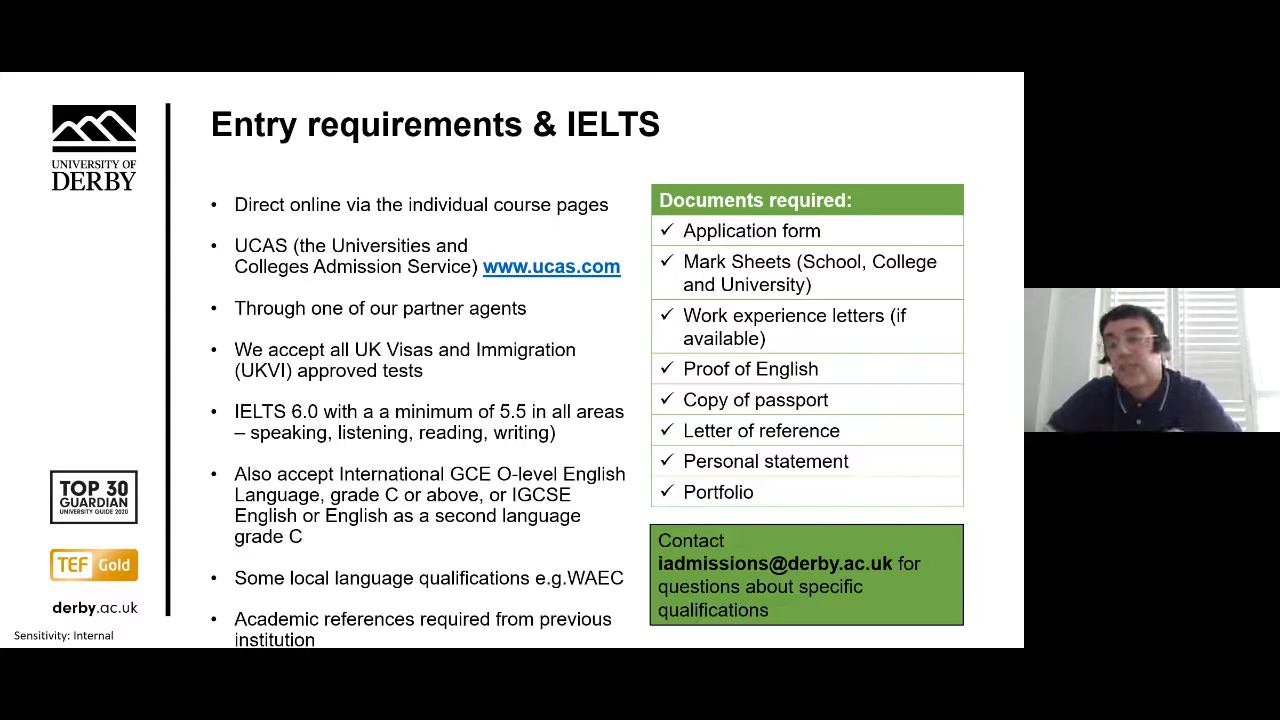 Entry requirements & IELTS
UNIVERSITY OF
DERBY
• Direct online via the individual course pages
• UCAS (the Universities and
Colleges Admission Service) www.ucas.com
• Through one of our partner agents
• We accept all UK Visas and Immigration
(UKVI) approved tests
• IELTS 6.0 with a a minimum of 5.5 in all areas
– speaking, listening, reading, writing)
• Also accept International GCE O-level English
Language, grade C or above, or IGCSE
English or English as a second language
grade C
• Some local language qualifications e.g.WAEC
• Academic references required from previous
institution
Documents required:
✓ Application form
✓ Mark Sheets (School, College
and University)
✓ Work experience letters (if
available)
✓ Proof of English
✓ Copy of passport
✓ Letter of reference
✓ Personal statement
✓ Portfolio
Contact
iadmissions@derby.ac.uk for
questions about specific
qualifications
TOP 30
GUARDIAN
UNIVERSITY GUIDE 2020
TEF Gold
derby.ac.uk
Sensitivity: Internal